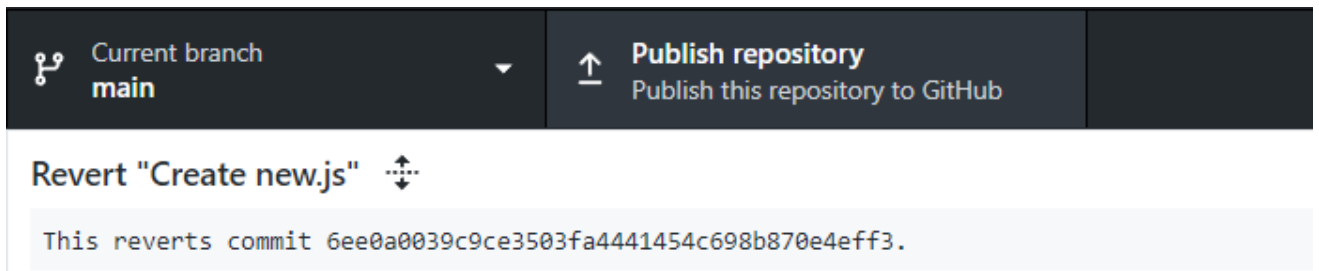 Current branch
main
Publish repository
Publish this repository to GitHub
Revert "Create new.js"
This reverts commit 6ee0a0039c9ce3503fa4441454c698b870e4eff3.